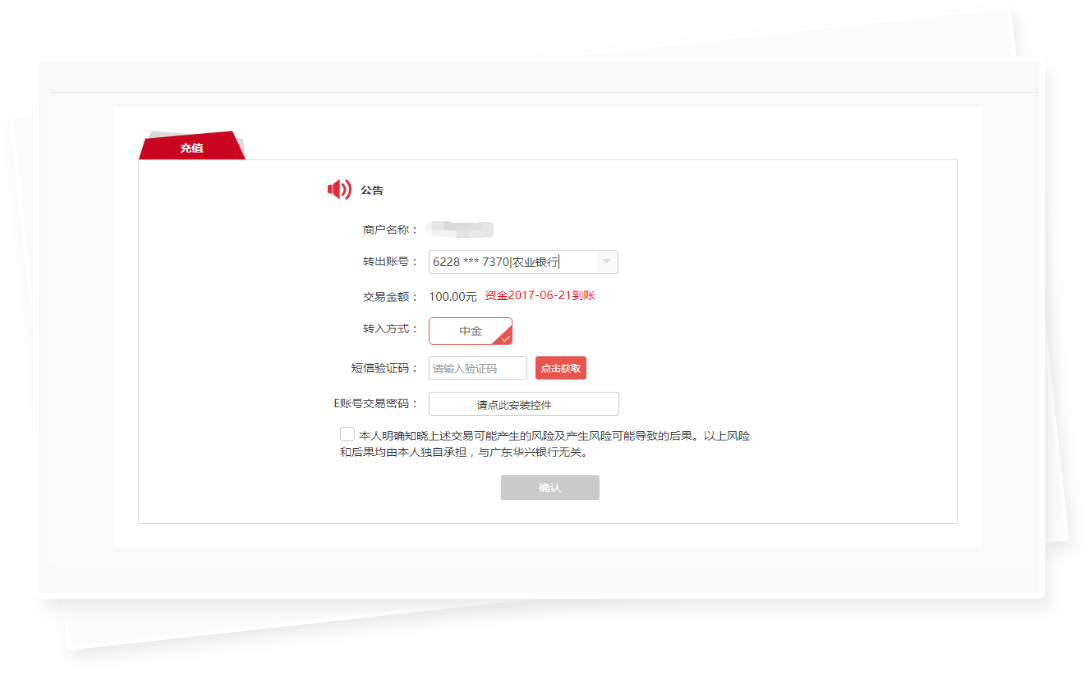 充值
公告
商户名称：
转出账号： 6228 *** 7370|农业银行
交易金额： 100.00元 资金2017-06-21到账
转入方式： 中金
短信验证码： 请输入验证码 点击获取
E账号交易密码： 请点此安装控件
本人明确知晓上述交易可能产生的风险及产生风险可能导致的后果。以上风险
和后果均由本人独自承担，与广东华兴银行无关。
确认